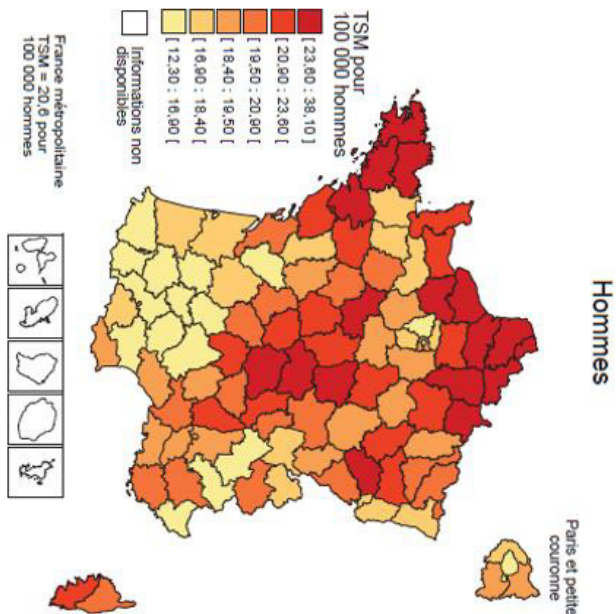 Hommes
TSM pour
100 000 hommes
[ 23,60 : 38,10 ]
[ 20,90 : 23,60 [
[ 19,50 : 20,90 [
[ 18,40 : 19,50 [
[ 16,90 : 18,40 [
[ 12,30 : 16,90 [
Informations non
disponibles
France métropolitaine
TSM = 20,6 pour
100 000 hommes
Paris et petite
couronne